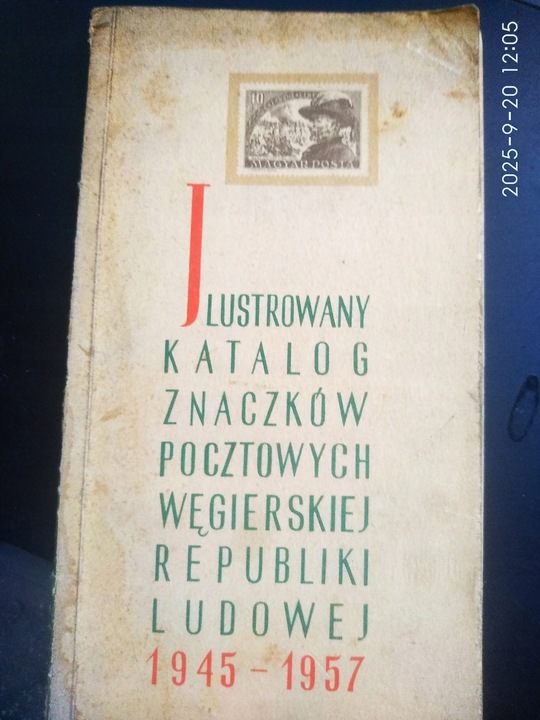 2025-9-20 12:05
10
MAGYAR POSTA
JLUSTROWANY
KATALOG
ZNACZKÓW
POCZTOWYCH
WĘGIERSKIEJ
REPUBLIKI
LUDOWEJ
1945-1957